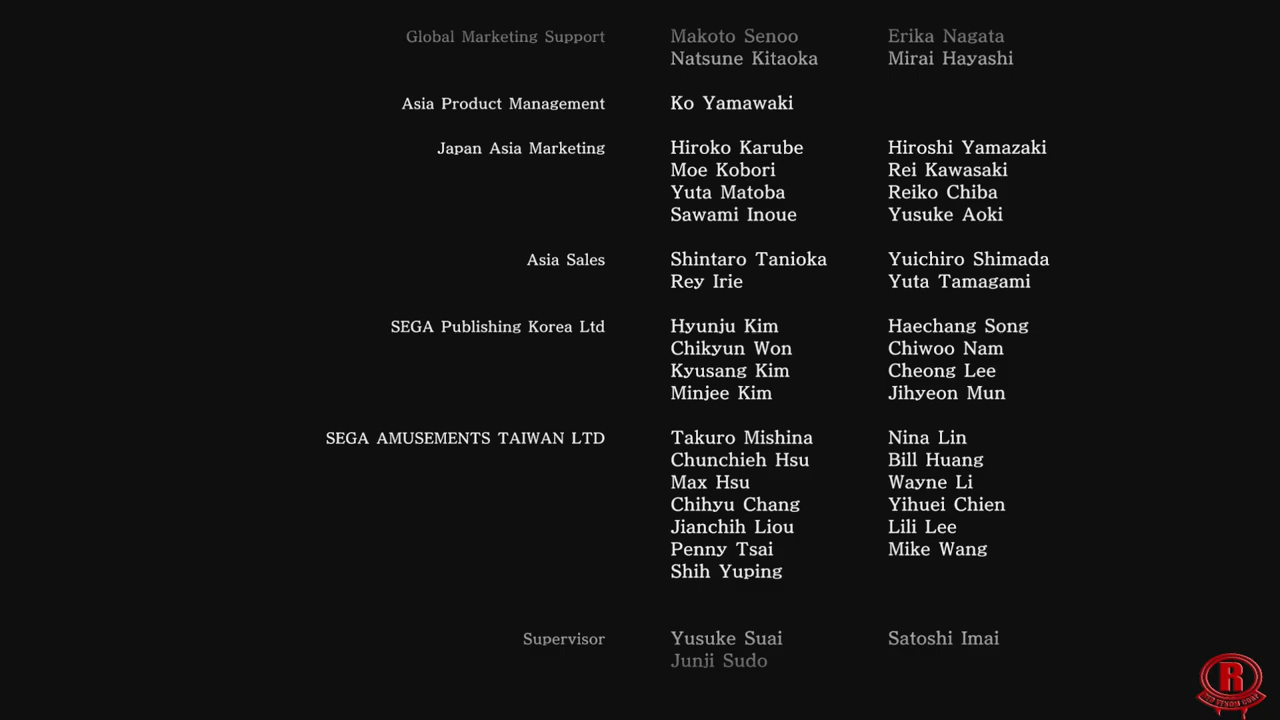 Global Marketing Support Makoto Senoo Erika Nagata
Natsune Kitaoka Mirai Hayashi
Asia Product Management Ko Yamawaki
Japan Asia Marketing Hiroko Karube Hiroshi Yamazaki
Moe Kobori Rei Kawasaki
Yuta Matoba Reiko Chiba
Sawami Inoue Yusuke Aoki
Asia Sales Shintaro Tanioka Yuichiro Shimada
Rey Irie Yuta Tamagami
SEGA Publishing Korea Ltd Hyunju Kim Haechang Song
Chikyun Won Chiwoo Nam
Kyusang Kim Cheong Lee
Minjee Kim Jihyeon Mun
SEGA AMUSEMENTS TAIWAN LTD Takuro Mishina Nina Lin
Chunchieh Hsu Bill Huang
Max Hsu Wayne Li
Chihyu Chang Yihuei Chien
Jianchih Liou Lili Lee
Penny Tsai Mike Wang
Shih Yuping
Supervisor Yusuke Suai Satoshi Imai
Junji Sudo
R